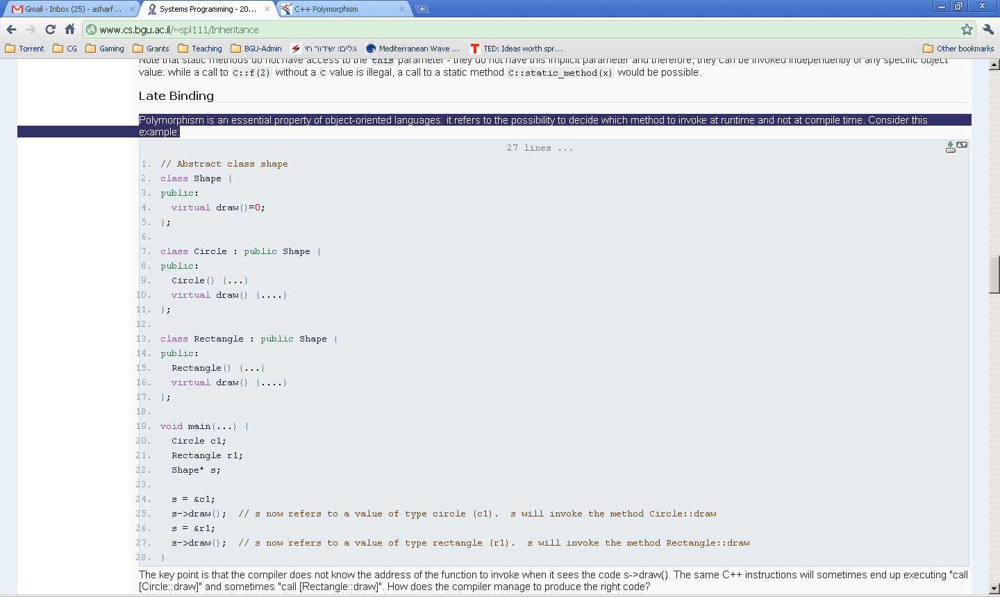 Gmail - Inbox (25) - asharf...
Systems Programming - 20...
C++ Polymorphism
www.cs.bgu.ac.il/~spl111/Inheritance
Torrent
CG
Gaming
Grants
Teaching
BGU-Admin
גלים: שידור חי
Mediterranean Wave ...
TED: Ideas worth spr...
Other bookmarks
Note that static methods do not have access to the this parameter - they do not have this implicit parameter and therefore, they can be invoked independently of any specific object
value: while a call to C::f(2) without a C value is illegal, a call to a static method C::static_method(x) would be possible.
Late Binding
Polymorphism is an essential property of object-oriented languages: it refers to the possibility to decide which method to invoke at runtime and not at compile time. Consider this
example:
27 lines ...
1. // Abstract class shape
2. class Shape {
3. public:
4.   virtual draw()=0;
5. };
6.
7. class Circle : public Shape {
8. public:
9.   Circle() {...}
10.   virtual draw() {....}
11. };
12.
13. class Rectangle : public Shape {
14. public:
15.   Rectangle() {...}
16.   virtual draw() {....}
17. };
18.
19. void main(...) {
20.   Circle c1;
21.   Rectangle r1;
22.   Shape* s;
23.
24.   s = &c1;
25.   s->draw();  // s now refers to a value of type circle (c1).  s will invoke the method Circle::draw
26.   s = &r1;
27.   s->draw();  // s now refers to a value of type rectangle (r1).  s will invoke the method Rectangle::draw
28. }
The key point is that the compiler does not know the address of the function to invoke when it sees the code s->draw(). The same C++ instructions will sometimes end up executing "call
[Circle::draw]" and sometimes "call [Rectangle::draw]". How does the compiler manage to produce the right code?